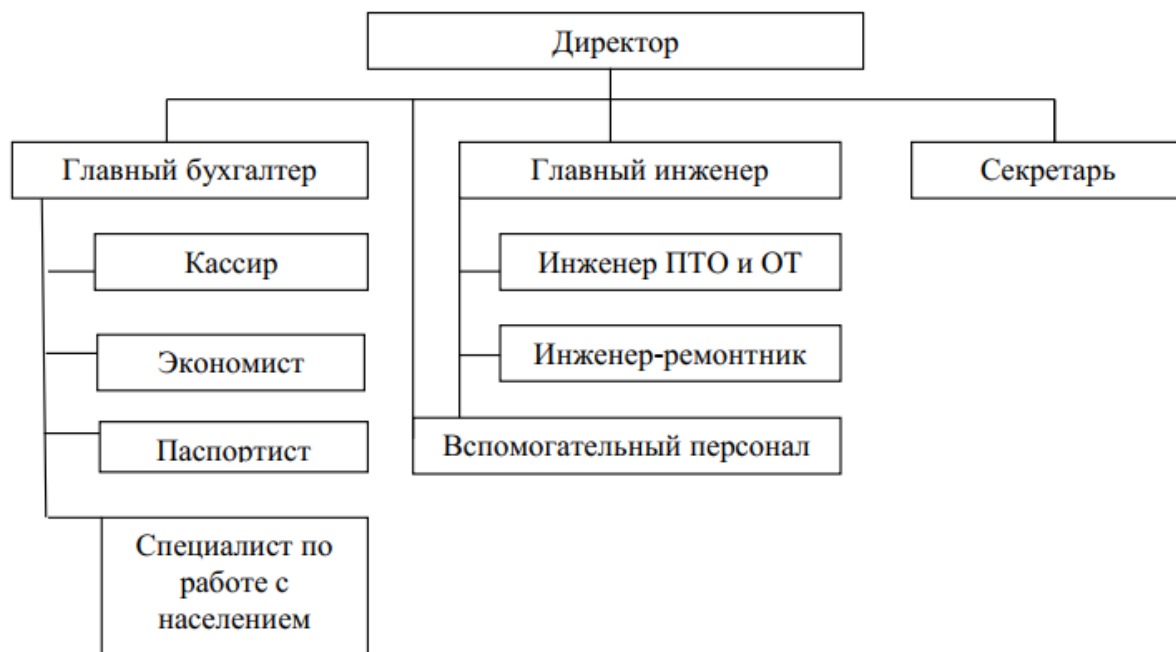 Директор
Главный бухгалтер
Главный инженер
Секретарь
Кассир
Инженер ПТО и ОТ
Экономист
Инженер-ремонтник
Паспортист
Вспомогательный персонал
Специалист по
работе с
населением